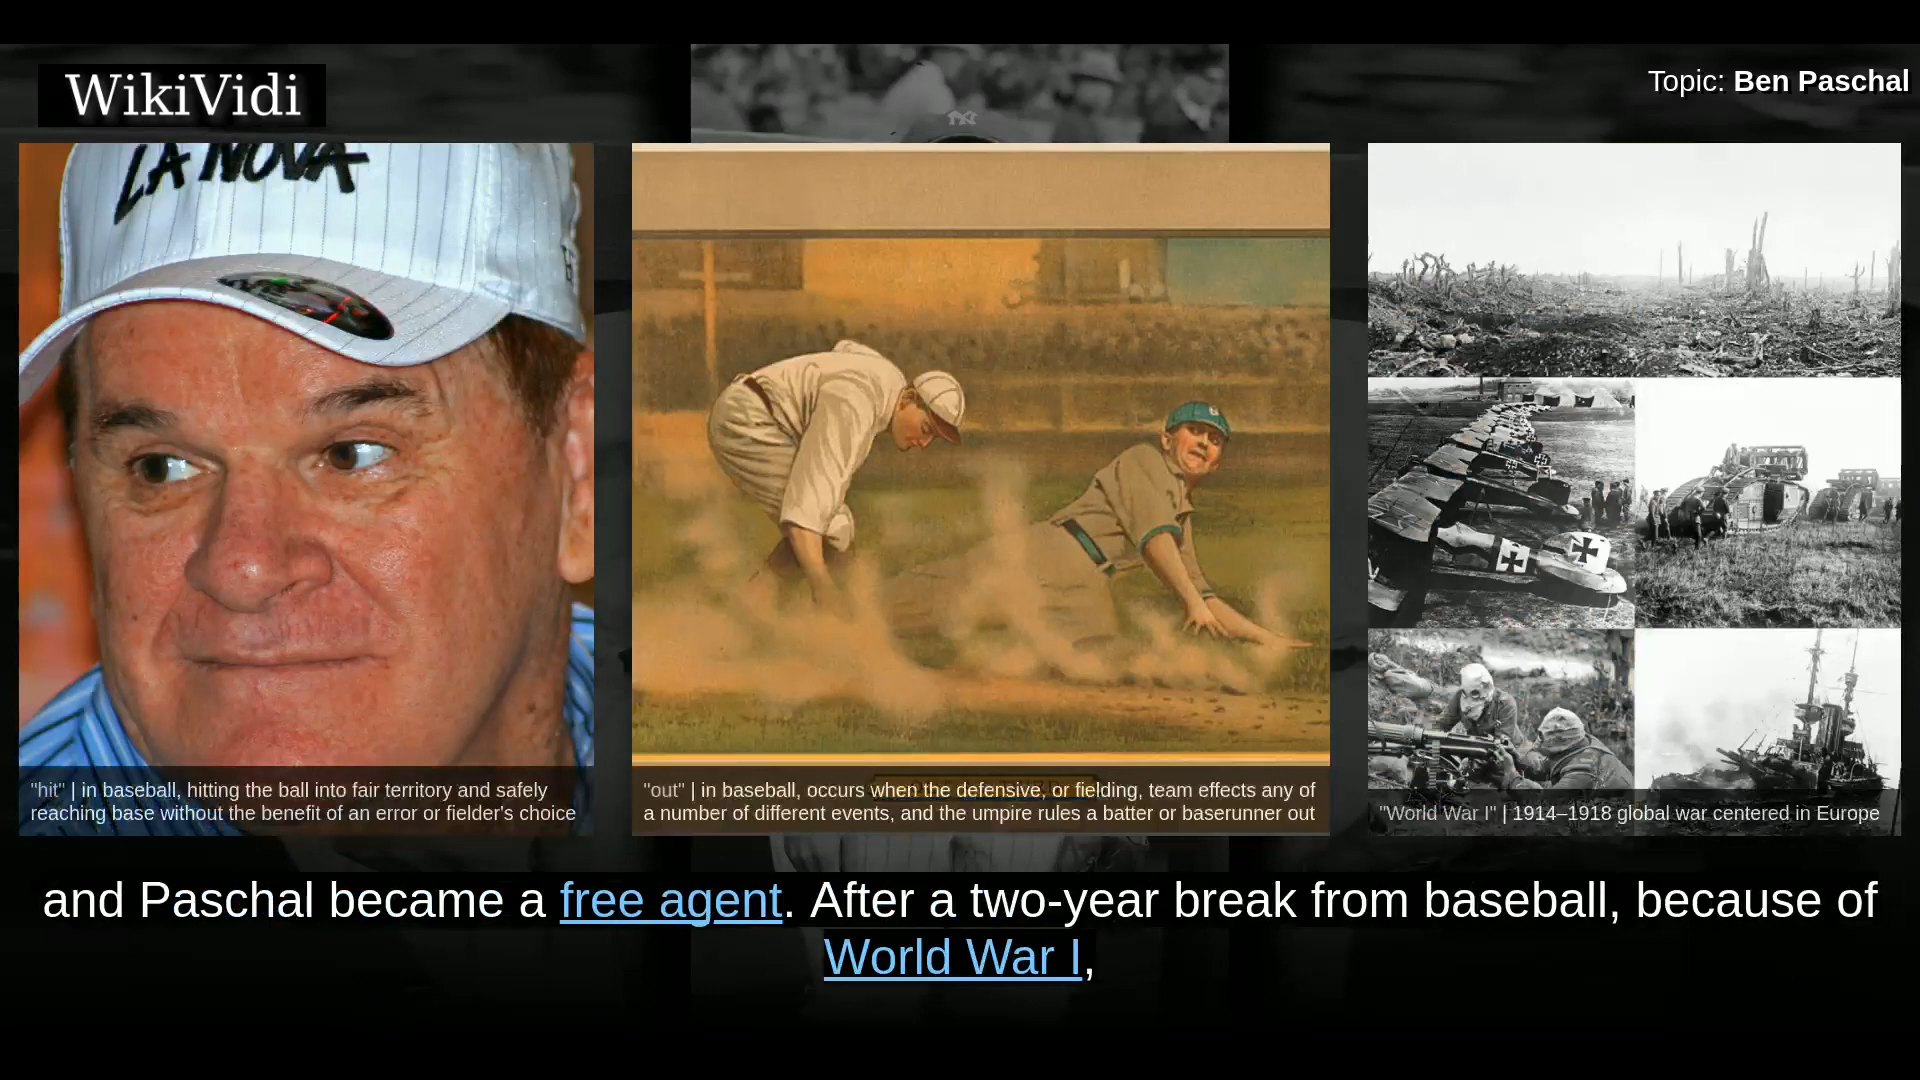 WikiVidi
Topic: Ben Paschal
LA NOVA
"hit" | in baseball, hitting the ball into fair territory and safely
reaching base without the benefit of an error or fielder's choice
"out" | in baseball, occurs when the defensive, or fielding, team effects any of
a number of different events, and the umpire rules a batter or baserunner out
"World War I" | 1914–1918 global war centered in Europe
and Paschal became a free agent. After a two-year break from baseball, because of
World War I,